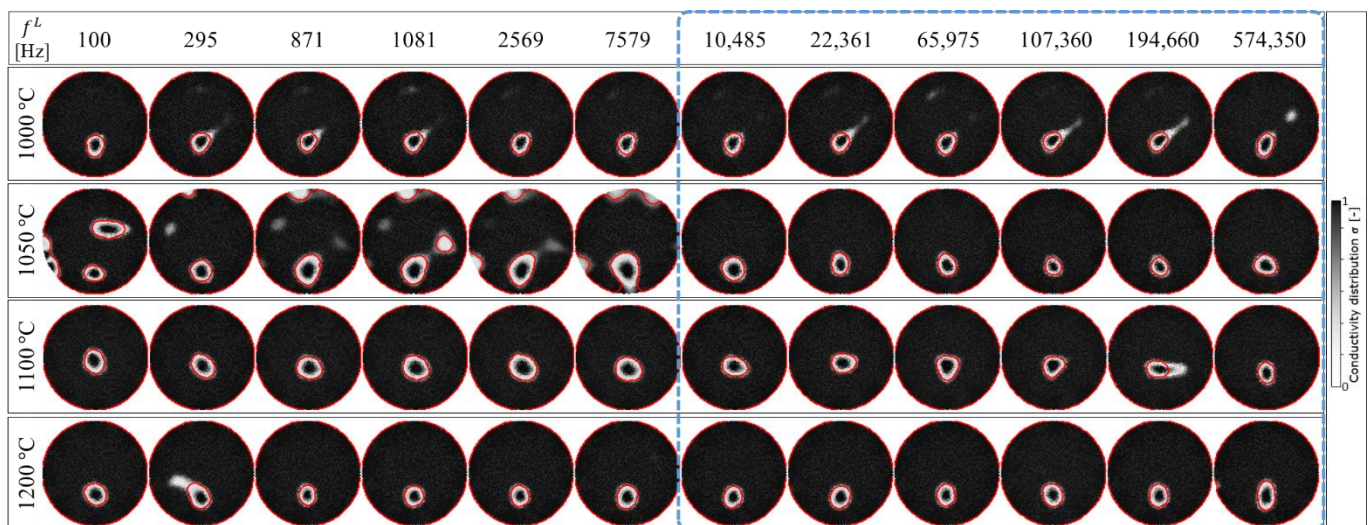 f^L
[Hz]
100 295 871 1081 2569 7579 10,485 22,361 65,975 107,360 194,660 574,350
1000 °C
1050 °C
1100 °C
1200 °C
1
0
Conductivity distribution σ [-]